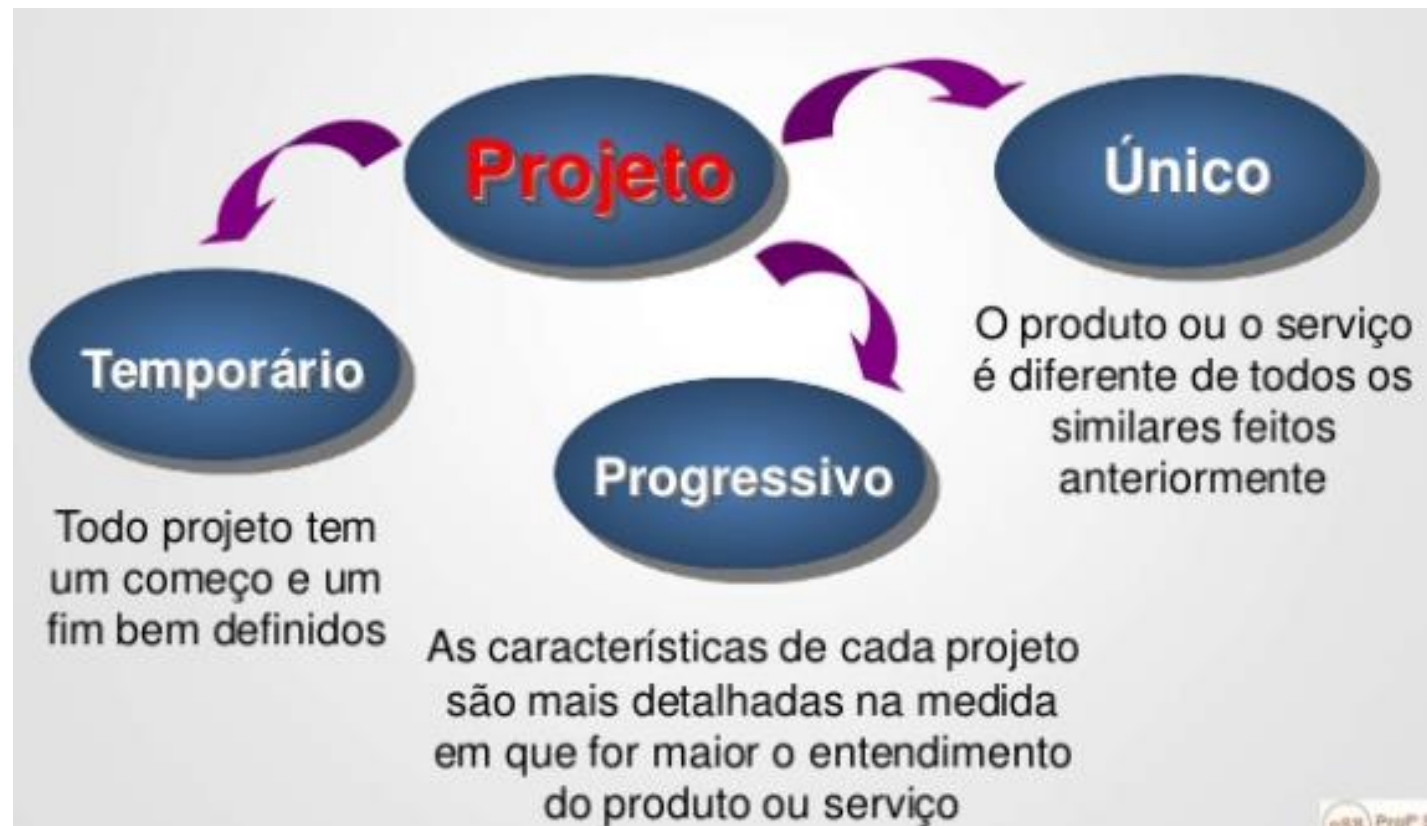 Projeto
Único
O produto ou o serviço
é diferente de todos os
similares feitos
anteriormente
Temporário
Todo projeto tem
um começo e um
fim bem definidos
Progressivo
As características de cada projeto
são mais detalhadas na medida
em que for maior o entendimento
do produto ou serviço